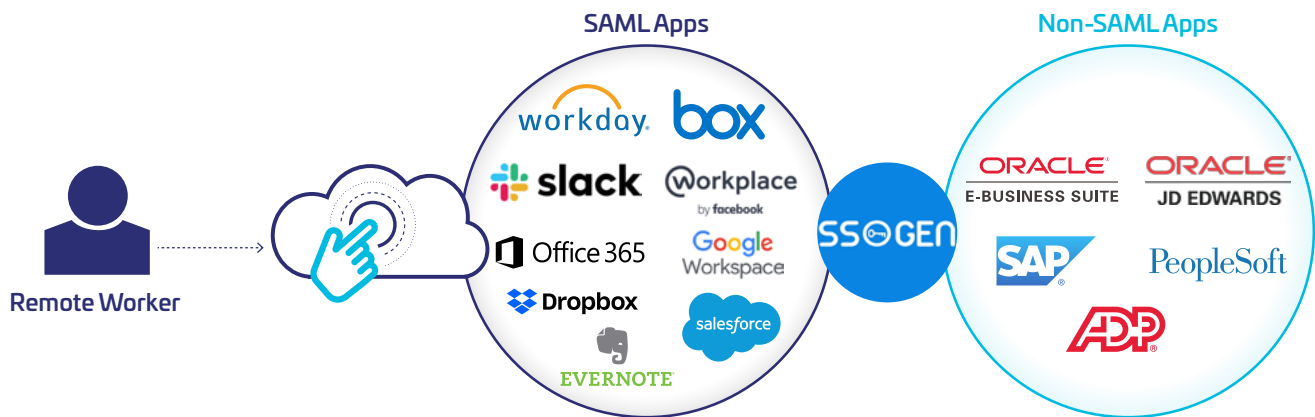 SAML Apps
Non-SAML Apps
workday®
box
slack
workplace
by facebook
Office 365
Google
Workspace
Dropbox
salesforce
EVERNOTE®
SSOGEN
ORACLE®
E-BUSINESS SUITE
ORACLE®
JD EDWARDS
SAP®
PeopleSoft
ADP®
Remote Worker